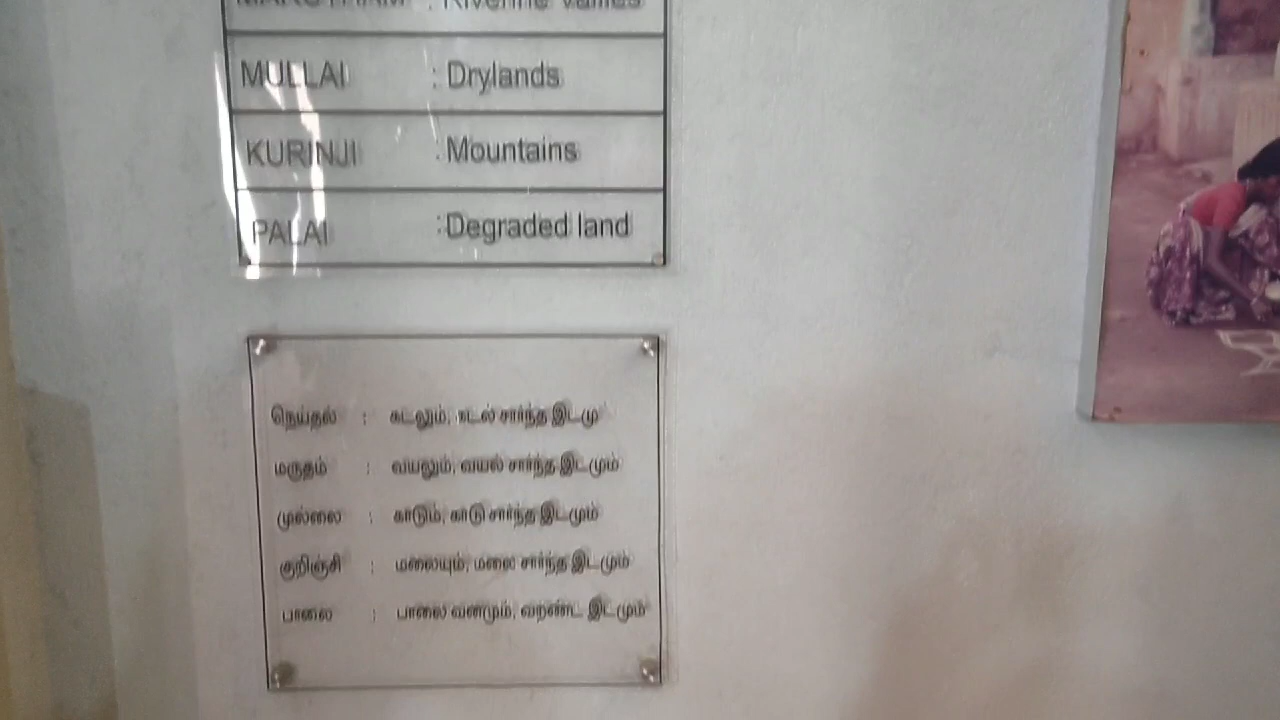 MULLAI : Drylands
KURINJI : Mountains
PALAI : Degraded land
நெய்தல் : கடலும், கடல் சார்ந்த இடமு
மருதம் : வயலும், வயல் சார்ந்த இடமும்
முல்லை : காடும், காடு சார்ந்த இடமும்
குறிஞ்சி : மலையும், மலை சார்ந்த இடமும்
பாலை : பாலை வனமும், வறண்ட இடமும்